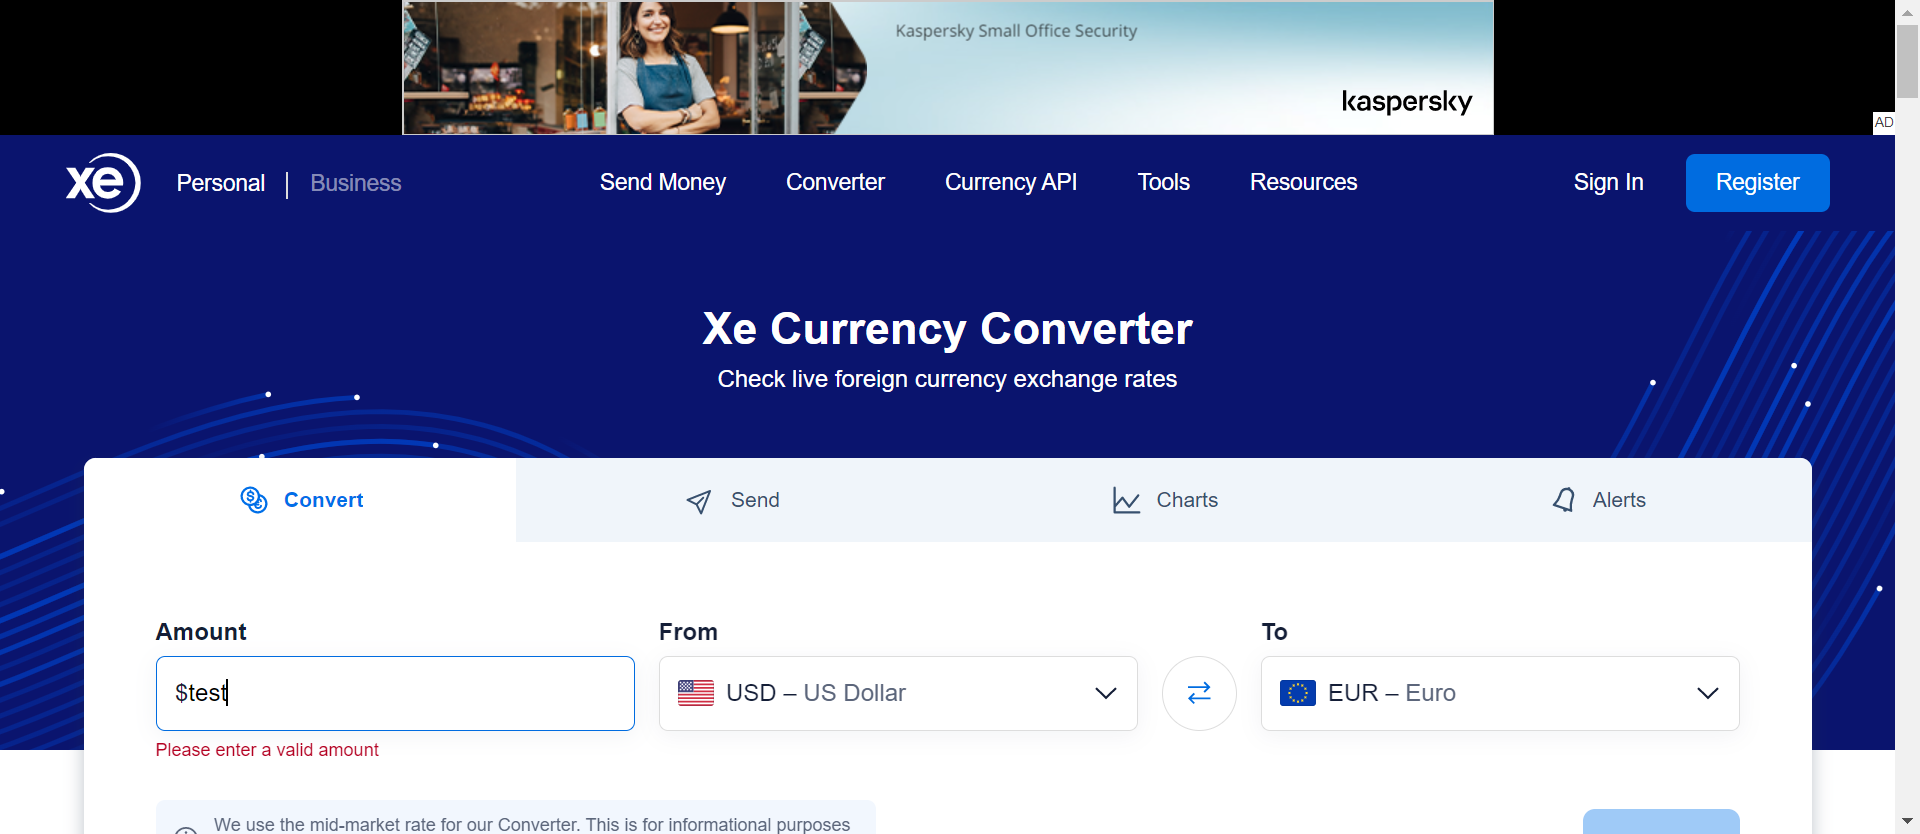 Kaspersky Small Office Security
kaspersky
AD
xe
Personal
Business
Send Money
Converter
Currency API
Tools
Resources
Sign In
Register
Xe Currency Converter
Check live foreign currency exchange rates
Convert
Send
Charts
Alerts
Amount
From
To
$test
USD – US Dollar
EUR – Euro
Please enter a valid amount
We use the mid-market rate for our Converter. This is for informational purposes